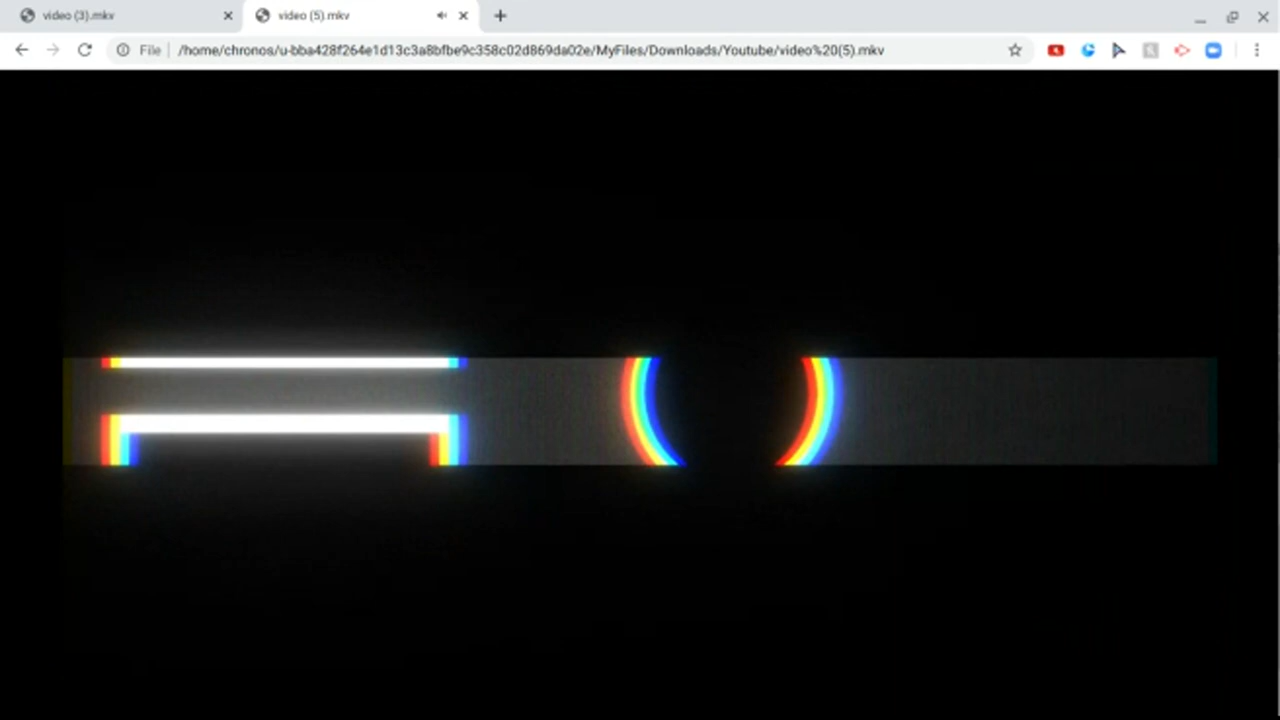 video (3).mkv
video (5).mkv
File
/home/chronos/u-bba428f264e1d13c3a8bfbe9c358c02d869da02e/MyFiles/Downloads/Youtube/video%20(5).mkv